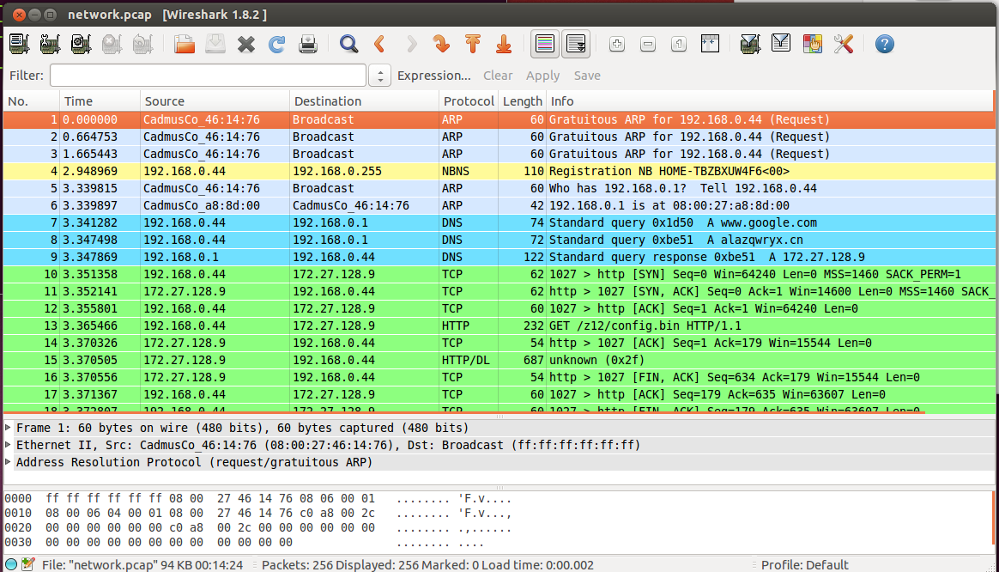 network.pcap   [Wireshark 1.8.2 ]
Filter: Expression... Clear Apply Save
No. Time Source Destination Protocol Length Info
1 0.000000 CadmusCo_46:14:76 Broadcast ARP 60 Gratuitous ARP for 192.168.0.44 (Request)
2 0.664753 CadmusCo_46:14:76 Broadcast ARP 60 Gratuitous ARP for 192.168.0.44 (Request)
3 1.665443 CadmusCo_46:14:76 Broadcast ARP 60 Gratuitous ARP for 192.168.0.44 (Request)
4 2.948969 192.168.0.44 192.168.0.255 NBNS 110 Registration NB HOME-TBZBXUW4F6<00>
5 3.339815 CadmusCo_46:14:76 Broadcast ARP 60 Who has 192.168.0.1?  Tell 192.168.0.44
6 3.339897 CadmusCo_a8:8d:00 CadmusCo_46:14:76 ARP 42 192.168.0.1 is at 08:00:27:a8:8d:00
7 3.341282 192.168.0.44 192.168.0.1 DNS 74 Standard query 0x1d50  A www.google.com
8 3.347498 192.168.0.44 192.168.0.1 DNS 72 Standard query 0xbe51  A alazqwryx.cn
9 3.347869 192.168.0.1 192.168.0.44 DNS 122 Standard query response 0xbe51  A 172.27.128.9
10 3.351358 192.168.0.44 172.27.128.9 TCP 62 1027 > http [SYN] Seq=0 Win=64240 Len=0 MSS=1460 SACK_PERM=1
11 3.352141 172.27.128.9 192.168.0.44 TCP 62 http > 1027 [SYN, ACK] Seq=0 Ack=1 Win=14600 Len=0 MSS=1460 SACK_
12 3.355801 192.168.0.44 172.27.128.9 TCP 60 1027 > http [ACK] Seq=1 Ack=1 Win=64240 Len=0
13 3.365466 192.168.0.44 172.27.128.9 HTTP 232 GET /z12/config.bin HTTP/1.1
14 3.370326 172.27.128.9 192.168.0.44 TCP 54 http > 1027 [ACK] Seq=1 Ack=179 Win=15544 Len=0
15 3.370505 172.27.128.9 192.168.0.44 HTTP/DL 687 unknown (0x2f)
16 3.370556 172.27.128.9 192.168.0.44 TCP 54 http > 1027 [FIN, ACK] Seq=634 Ack=179 Win=15544 Len=0
17 3.371367 192.168.0.44 172.27.128.9 TCP 60 1027 > http [ACK] Seq=179 Ack=635 Win=63607 Len=0
18 3.372807 192.168.0.44 172.27.128.9 TCP 60 1027 > http [FIN, ACK] Seq=179 Ack=635 Win=63607 Len=0
Frame 1: 60 bytes on wire (480 bits), 60 bytes captured (480 bits)
Ethernet II, Src: CadmusCo_46:14:76 (08:00:27:46:14:76), Dst: Broadcast (ff:ff:ff:ff:ff:ff)
Address Resolution Protocol (request/gratuitous ARP)
0000  ff ff ff ff ff ff 08 00  27 46 14 76 08 06 00 01   ........ 'F.v....
0010  08 00 06 04 00 01 08 00  27 46 14 76 c0 a8 00 2c   ........ 'F.v...,
0020  00 00 00 00 00 00 c0 a8  00 2c 00 00 00 00 00 00   ........ .,......
0030  00 00 00 00 00 00 00 00  00 00 00 00   ........ ....
File: "network.pcap" 94 KB 00:14:24 Packets: 256 Displayed: 256 Marked: 0 Load time: 0:00.002 Profile: Default